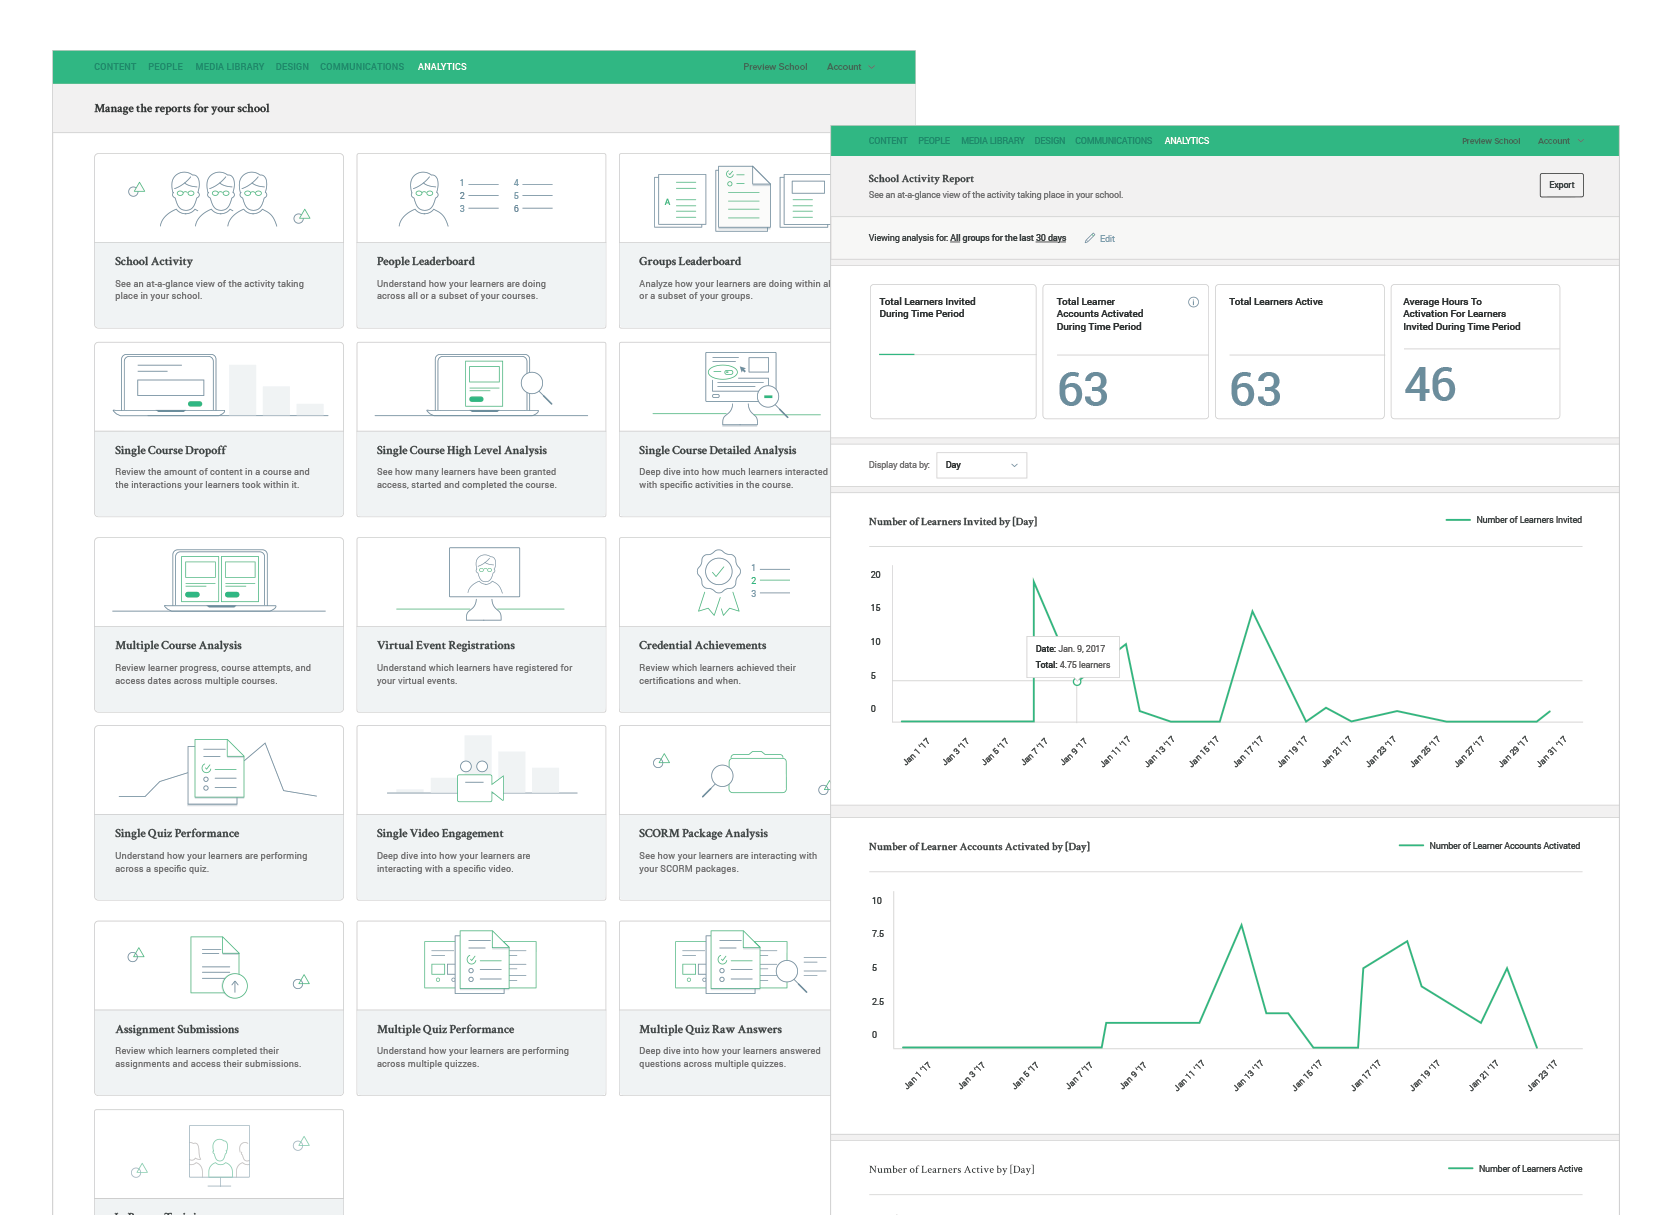 CONTENT PEOPLE MEDIA LIBRARY DESIGN COMMUNICATIONS ANALYTICS Preview School Account
Manage the reports for your school
1 4
2 5
3 6
A
School Activity
See an at-a-glance view of the activity taking
place in your school.
People Leaderboard
Understand how your learners are doing
across all or a subset of your courses.
Groups Leaderboard
Analyze how your learners are doing within
or a subset of your groups.
Single Course Dropoff
Review the amount of content in a course and
the interactions your learners took within it.
Single Course High Level Analysis
See how many learners have been granted
access, started and completed the course.
Single Course Detailed Analysis
Deep dive into how much learners interacted
with specific activities in the course.
1
2
3
Multiple Course Analysis
Review learner progress, course attempts, and
access dates across multiple courses.
Virtual Event Registrations
Understand which learners have registered for
your virtual events.
Credential Achievements
Review which learners achieved their
certifications and when.
Single Quiz Performance
Understand how your learners are performing
across a specific quiz.
Single Video Engagement
Deep dive into how your learners are
interacting with a specific video.
SCORM Package Analysis
See how your learners are interacting with
your SCORM packages.
Assignment Submissions
Review which learners completed their
assignments and access their submissions.
Multiple Quiz Performance
Understand how your learners are performing
across multiple quizzes.
Multiple Quiz Raw Answers
Deep dive into how your learners answered
questions across multiple quizzes.
CONTENT PEOPLE MEDIA LIBRARY DESIGN COMMUNICATIONS ANALYTICS Preview School Account
School Activity Report
See an at-a-glance view of the activity taking place in your school.
Export
Viewing analysis for: All groups for the last 30 days Edit
Total Learners Invited
During Time Period
Total Learner
Accounts Activated
During Time Period
63
Total Learners Active
63
Average Hours To
Activation For Learners
Invited During Time Period
46
Display data by: Day
Number of Learners Invited by [Day] Number of Learners Invited
20
15
10
5
0
Date: Jan. 9, 2017
Total: 4.75 learners
Jan 1 '17 Jan 3 '17 Jan 5 '17 Jan 7 '17 Jan 9 '17 Jan 11 '17 Jan 13 '17 Jan 15 '17 Jan 17 '17 Jan 19 '17 Jan 21 '17 Jan 23 '17 Jan 25 '17 Jan 27 '17 Jan 29 '17 Jan 31 '17
Number of Learner Accounts Activated by [Day] Number of Learner Accounts Activated
10
7.5
5
2.5
0
Jan 1 '17 Jan 3 '17 Jan 5 '17 Jan 7 '17 Jan 9 '17 Jan 11 '17 Jan 13 '17 Jan 15 '17 Jan 17 '17 Jan 19 '17 Jan 21 '17 Jan 23 '17
Number of Learners Active by [Day] Number of Learners Active